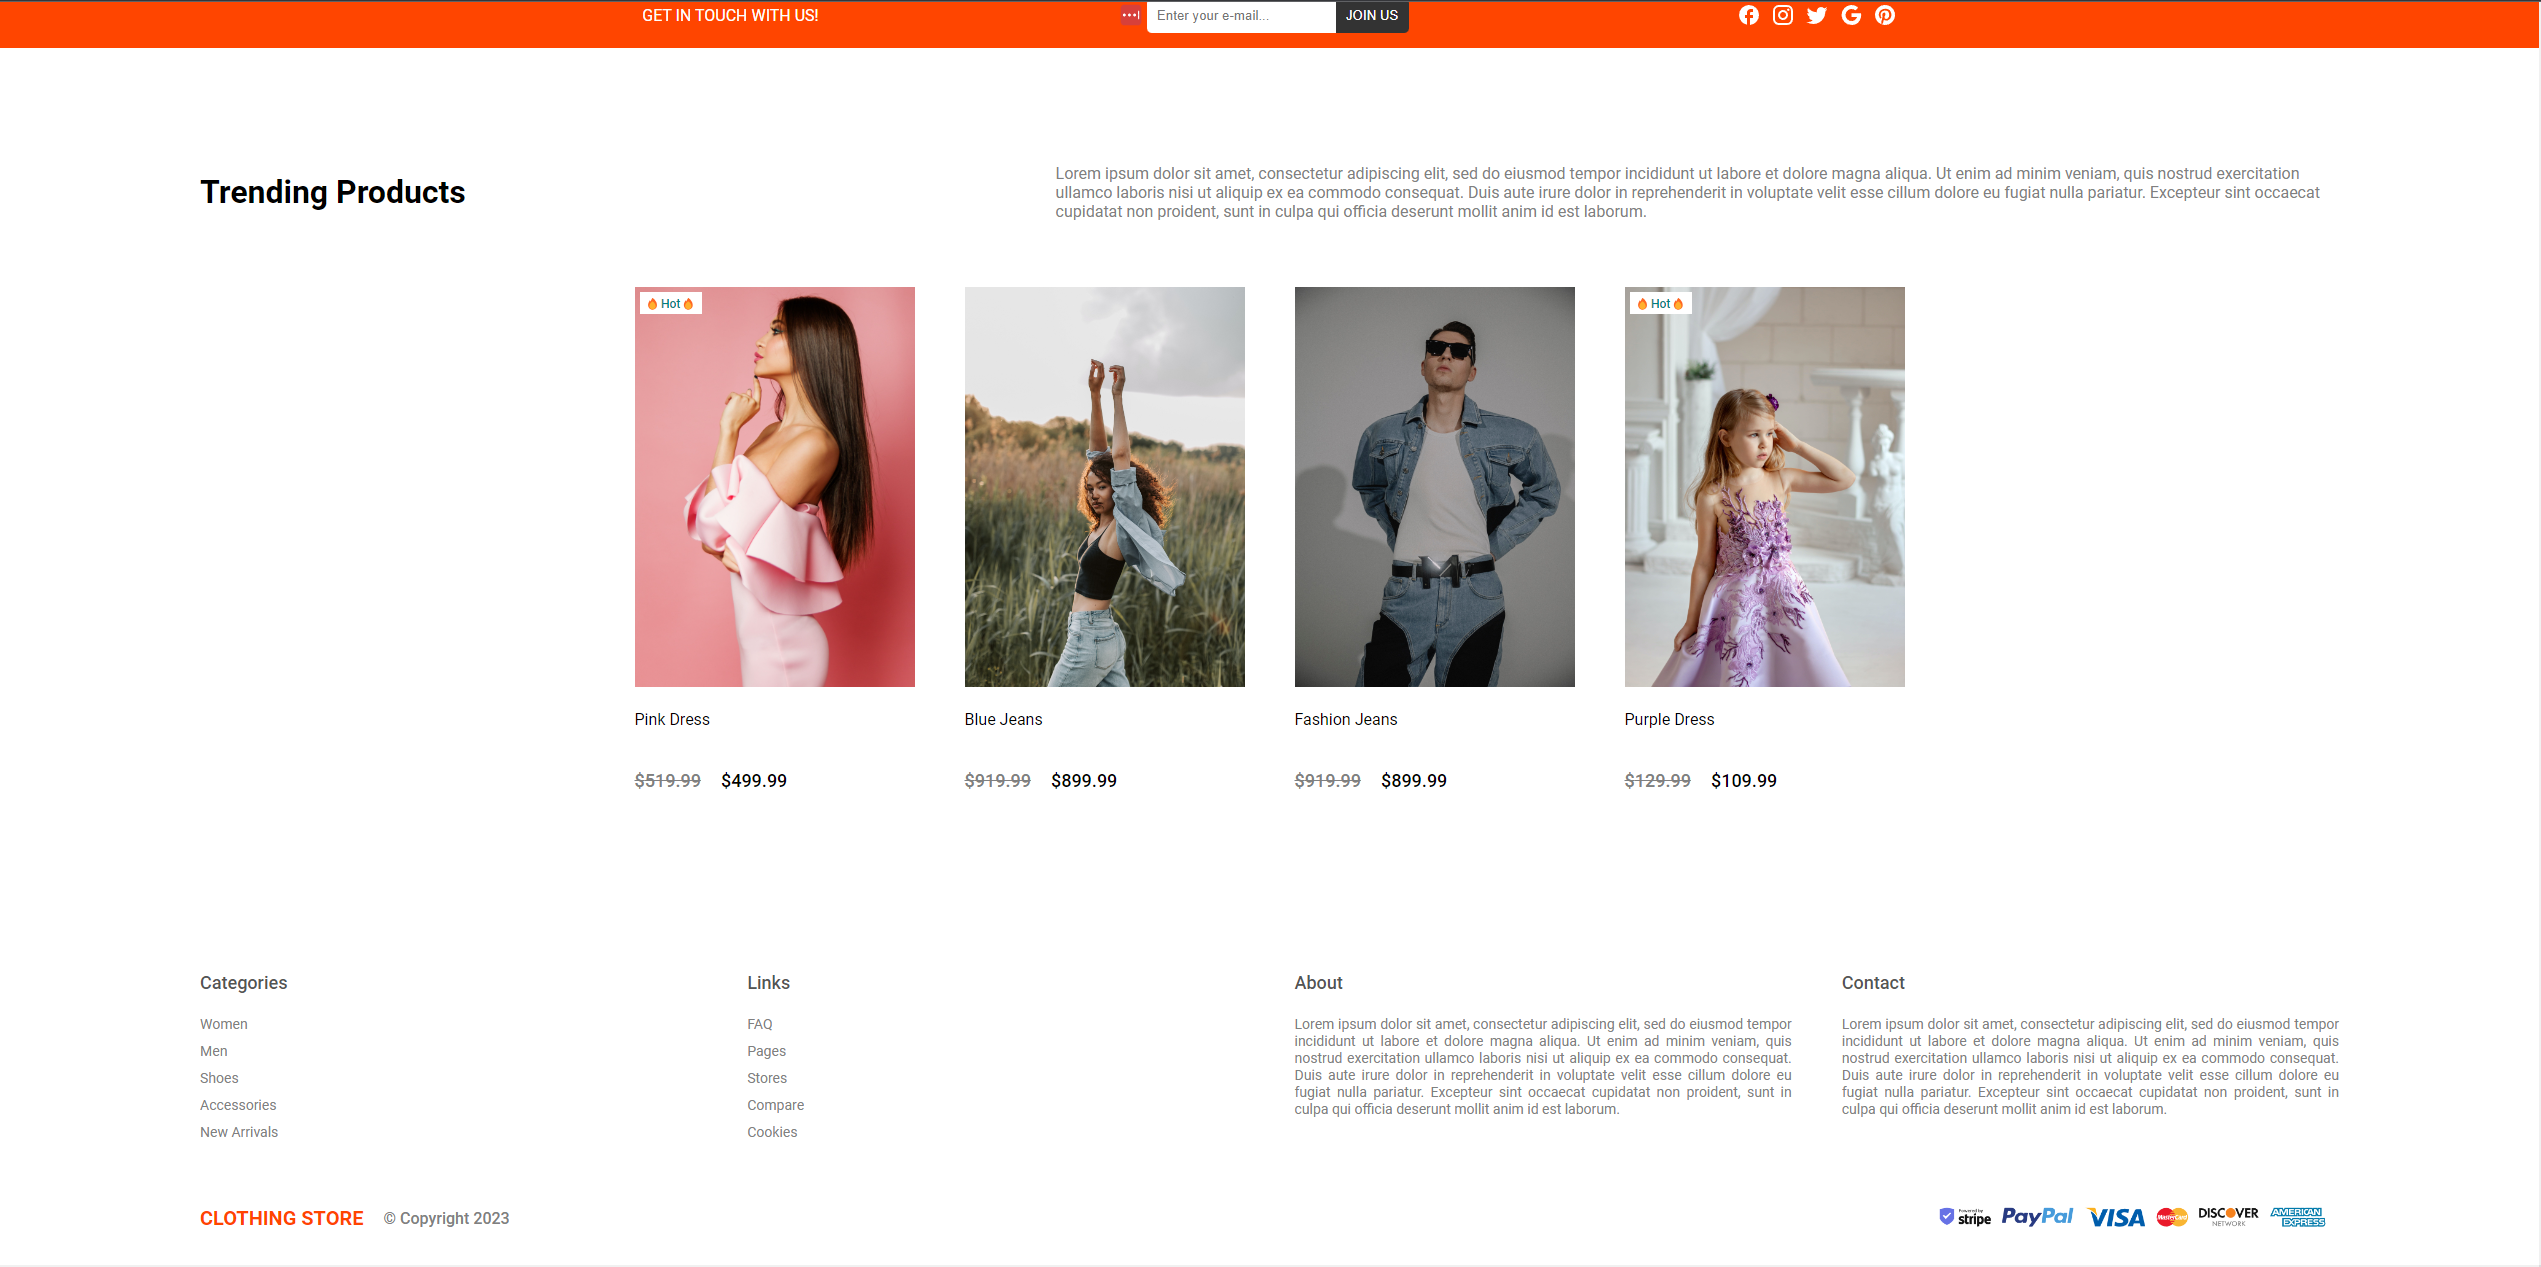 GET IN TOUCH WITH US!
Enter your e-mail...
JOIN US
Trending Products
Lorem ipsum dolor sit amet, consectetur adipiscing elit, sed do eiusmod tempor incididunt ut labore et dolore magna aliqua. Ut enim ad minim veniam, quis nostrud exercitation
ullamco laboris nisi ut aliquip ex ea commodo consequat. Duis aute irure dolor in reprehenderit in voluptate velit esse cillum dolore eu fugiat nulla pariatur. Excepteur sint occaecat
cupidatat non proident, sunt in culpa qui officia deserunt mollit anim id est laborum.
🔥 Hot 🔥
🔥 Hot 🔥
Pink Dress
$519.99 $499.99
Blue Jeans
$919.99 $899.99
Fashion Jeans
$919.99 $899.99
Purple Dress
$129.99 $109.99
Categories
Women
Men
Shoes
Accessories
New Arrivals
Links
FAQ
Pages
Stores
Compare
Cookies
About
Lorem ipsum dolor sit amet, consectetur adipiscing elit, sed do eiusmod tempor
incididunt ut labore et dolore magna aliqua. Ut enim ad minim veniam, quis
nostrud exercitation ullamco laboris nisi ut aliquip ex ea commodo consequat.
Duis aute irure dolor in reprehenderit in voluptate velit esse cillum dolore eu
fugiat nulla pariatur. Excepteur sint occaecat cupidatat non proident, sunt in
culpa qui officia deserunt mollit anim id est laborum.
Contact
Lorem ipsum dolor sit amet, consectetur adipiscing elit, sed do eiusmod tempor
incididunt ut labore et dolore magna aliqua. Ut enim ad minim veniam, quis
nostrud exercitation ullamco laboris nisi ut aliquip ex ea commodo consequat.
Duis aute irure dolor in reprehenderit in voluptate velit esse cillum dolore eu
fugiat nulla pariatur. Excepteur sint occaecat cupidatat non proident, sunt in
culpa qui officia deserunt mollit anim id est laborum.
CLOTHING STORE © Copyright 2023
Powered by
stripe
PayPal
VISA
MasterCard
DISCOVER
NETWORK
AMERICAN
EXPRESS